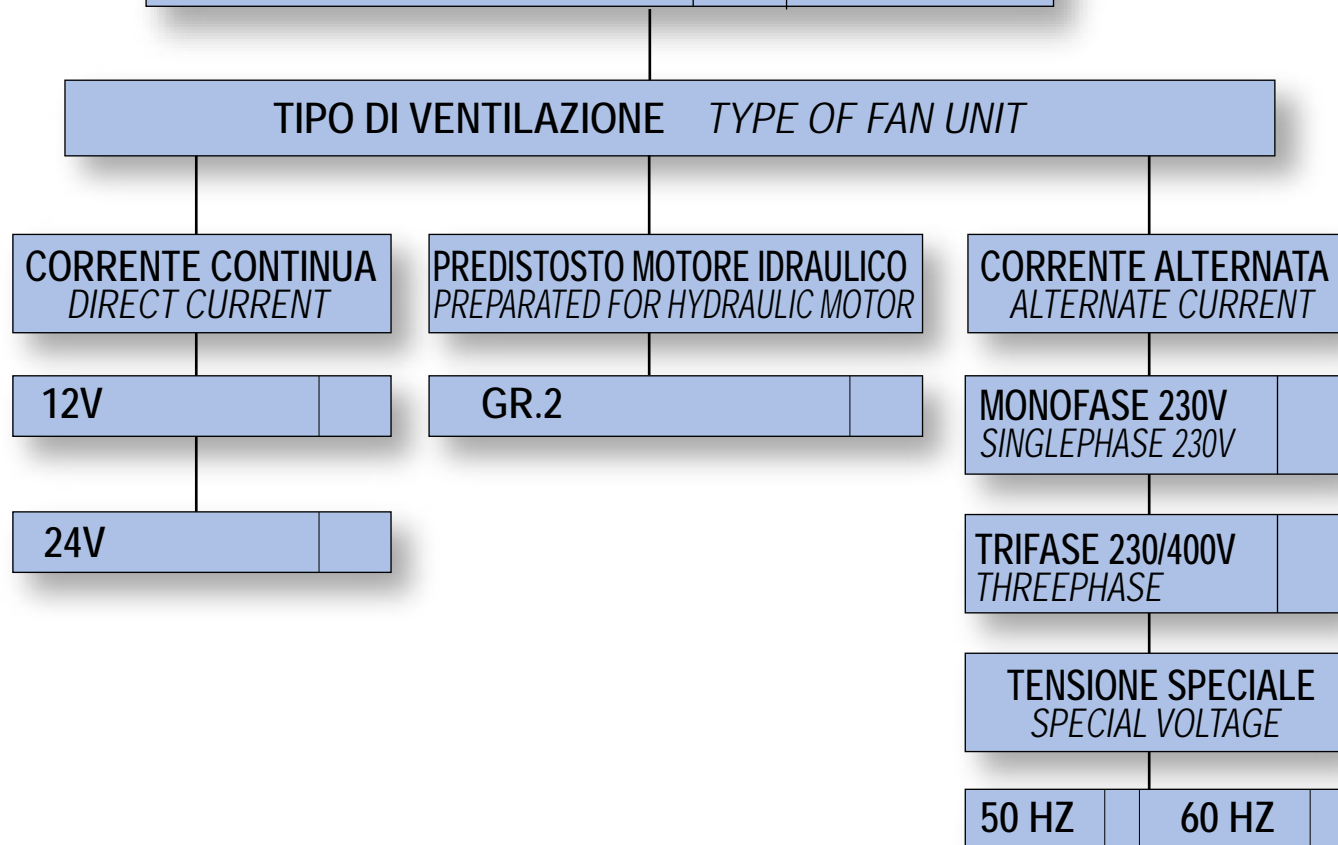 TIPO DI VENTILAZIONE TYPE OF FAN UNIT
CORRENTE CONTINUA
DIRECT CURRENT
PREDISTOSTO MOTORE IDRAULICO
PREPARATED FOR HYDRAULIC MOTOR
CORRENTE ALTERNATA
ALTERNATE CURRENT
12V
GR.2
MONOFASE 230V
SINGLEPHASE 230V
24V
TRIFASE 230/400V
THREEPHASE
TENSIONE SPECIALE
SPECIAL VOLTAGE
50 HZ 60 HZ